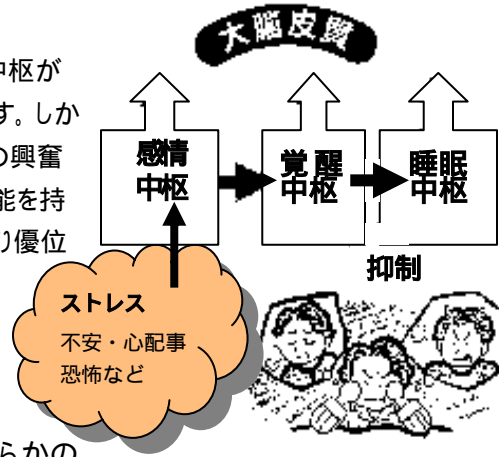 大脳皮質
中枢が
す。しか
の興奮
能を持
り優位
感情
中枢
覚醒
中枢
睡眠
中枢
抑制
ストレス
不安・心配事
恐怖など
らかの